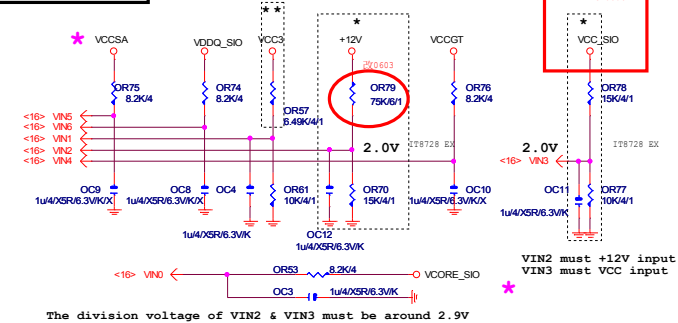 * *
*
*
* VCCSA
VDDQ_SIO
VCC3
+12V
VCCGT
VCC_SIO
0603
OR75
8.2K/4
OR74
8.2K/4
OR57
6.49K/4/1
OR79
75K/6/1
OR76
8.2K/4
OR78
15K/4/1
<16> VIN5
<16> VIN6
<16> VIN1
<16> VIN2
<16> VIN4
2.0V
IT8728 EX
2.0V
IT8728 EX
<16> VIN3
OC9
1u/4/X5R/6.3V/K/X
OC8
1u/4/X5R/6.3V/K/X
OC4
1u/4/X5R/6.3V/K
OR61
10K/4/1
OC12
1u/4/X5R/6.3V/K
OR70
15K/4/1
OC10
1u/4/X5R/6.3V/K/X
OC11
1u/4/X5R/6.3V/K
OR77
10K/4/1
VIN2 must +12V input
VIN3 must VCC input
<16> VIN0
OR53
8.2K/4
VCORE_SIO
OC3
1u/4/X5R/6.3V/K
*
The division voltage of VIN2 & VIN3 must be around 2.9V